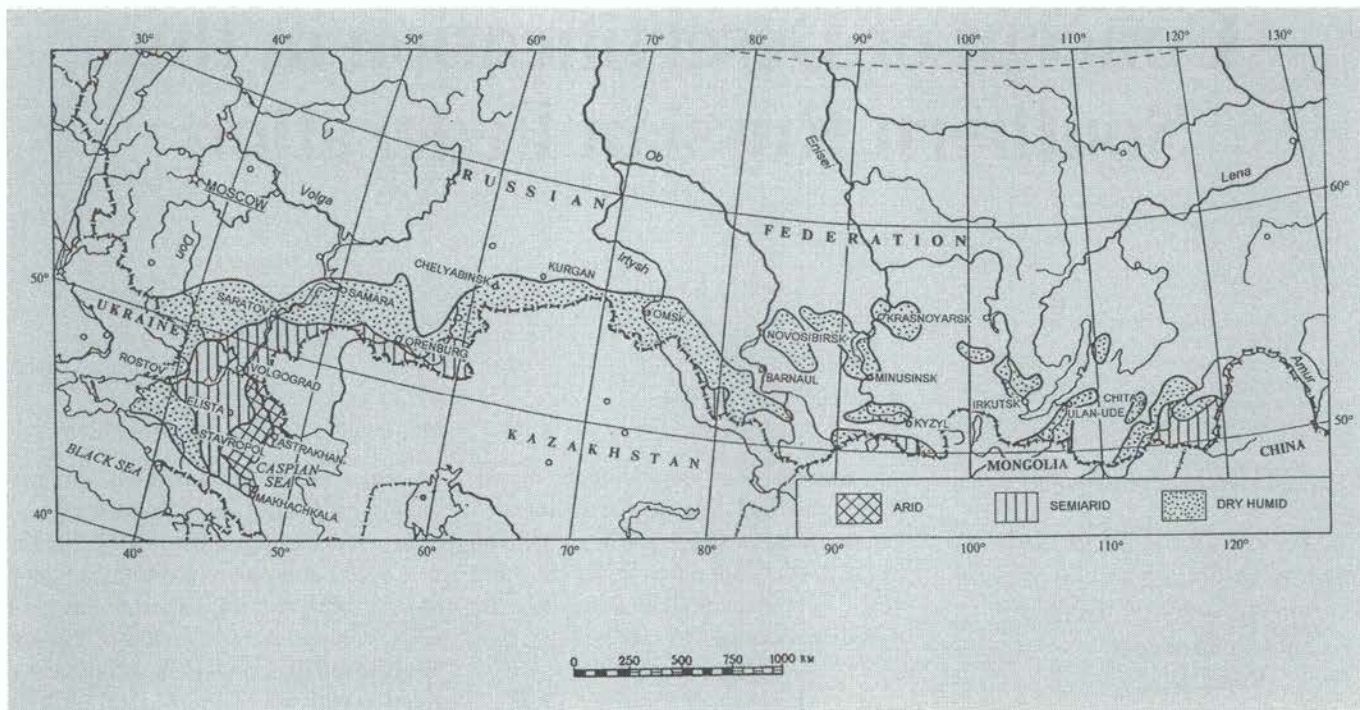 30° 40° 50° 60° 70° 80° 90° 100° 110° 120° 130°
Ob
Enisei
Lena
60°
RUSSIAN
MOSCOW
Volga
FEDERATION
Don
Irtysh
50°
CHELYABINSK
KURGAN
SARATOV
SAMARA
OMSK
KRASNOYARSK
UKRAINE
NOVOSIBIRSK
ORENBURG
Amur
ROSTOV
VOLGOGRAD
BARNAUL
MINUSINSK
ELISTA
IRKUTSK
CHITA
ULAN-UDE
50°
STAVROPOL
KYZYL
ASTRAKHAN
KAZAKHSTAN
CHINA
BLACK SEA
CASPIAN
SEA
MONGOLIA
MAKHACHKALA
ARID
SEMIARID
DRY HUMID
40°
40° 50° 60° 70° 80° 90° 100° 110° 120°
0 250 500 750 1000 KM